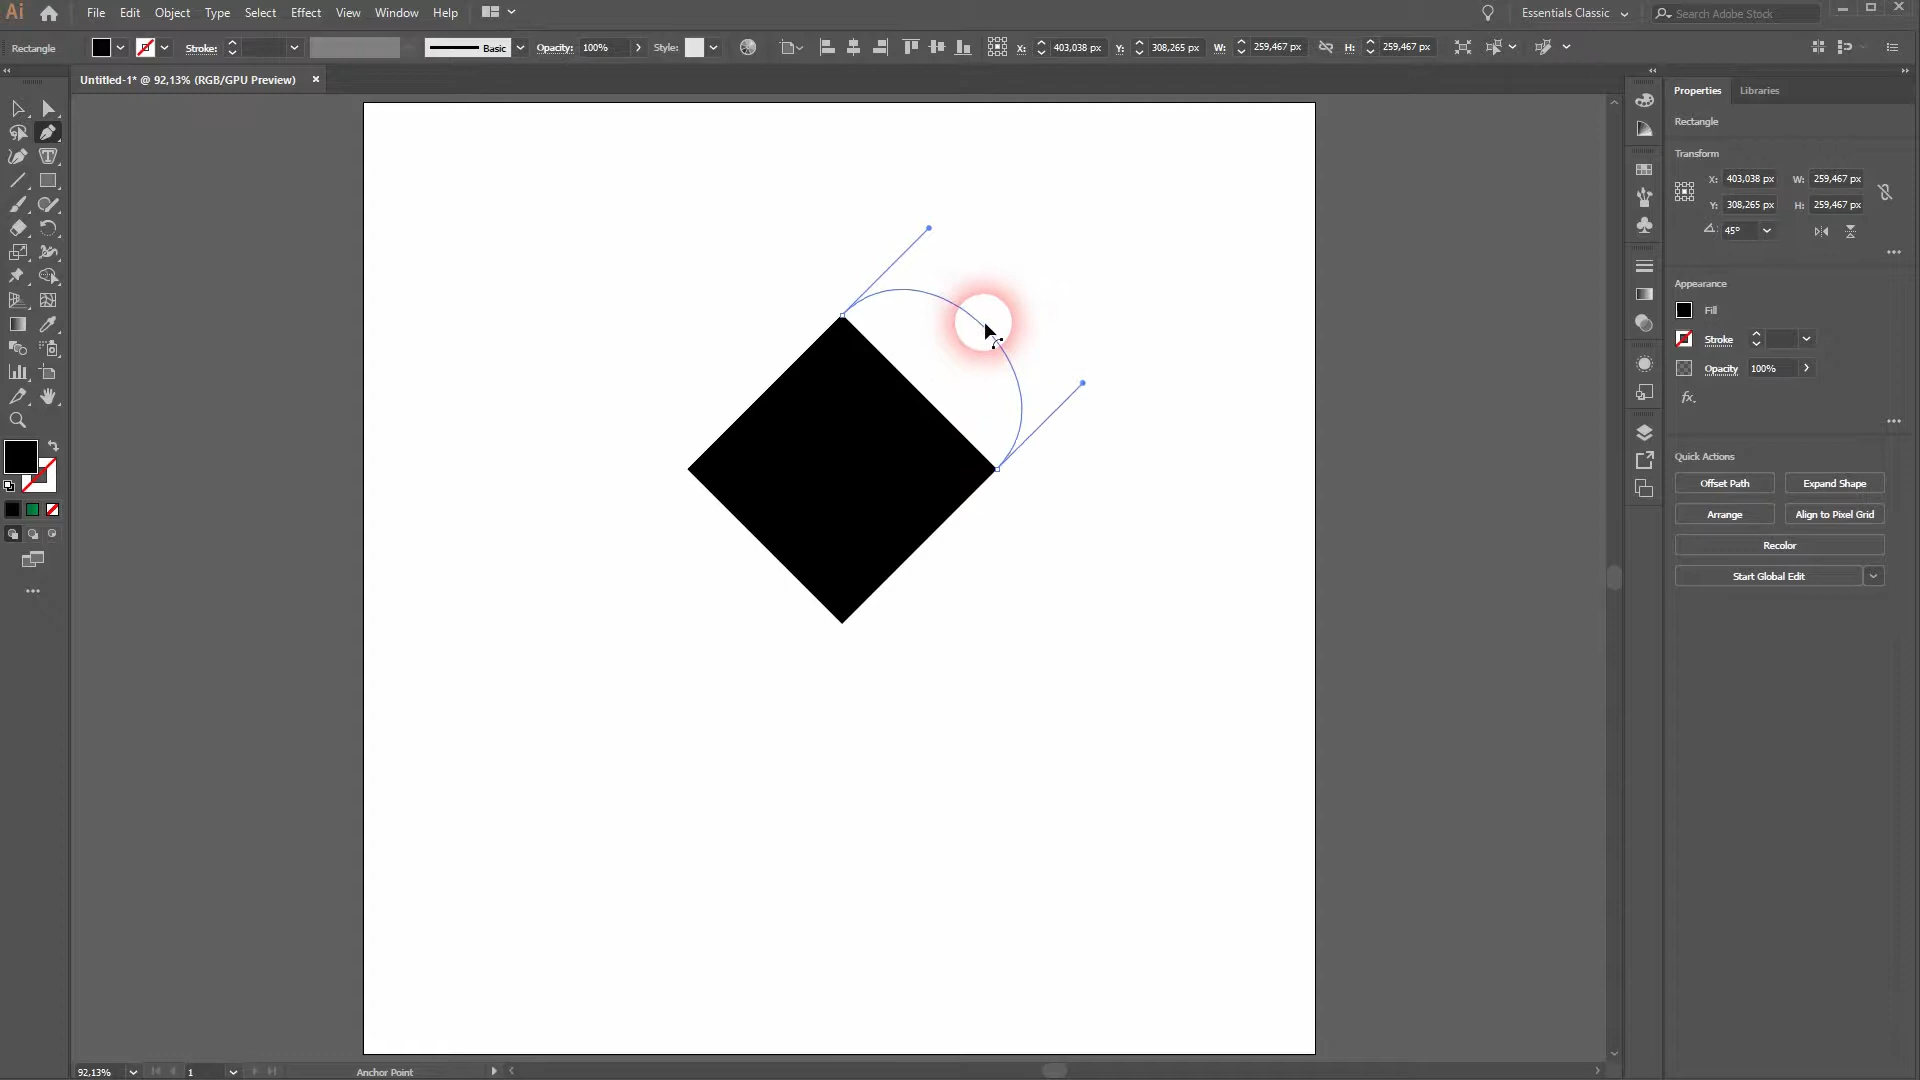 Ai File Edit Object Type Select Effect View Window Help Essentials Classic Search Adobe Stock
Rectangle Stroke: Basic Opacity: 100% Style: X: 403,038 px Y: 308,265 px W: 259,467 px H: 259,467 px
Untitled-1* @ 92,13% (RGB/GPU Preview) ×
Properties Libraries
Rectangle
Transform
X: 403,038 px W: 259,467 px
Y: 308,265 px H: 259,467 px
45°
Appearance
Fill
Stroke
Opacity 100%
fx.
Quick Actions
Offset Path Expand Shape
Arrange Align to Pixel Grid
Recolor
Start Global Edit
92,13% 1 Anchor Point